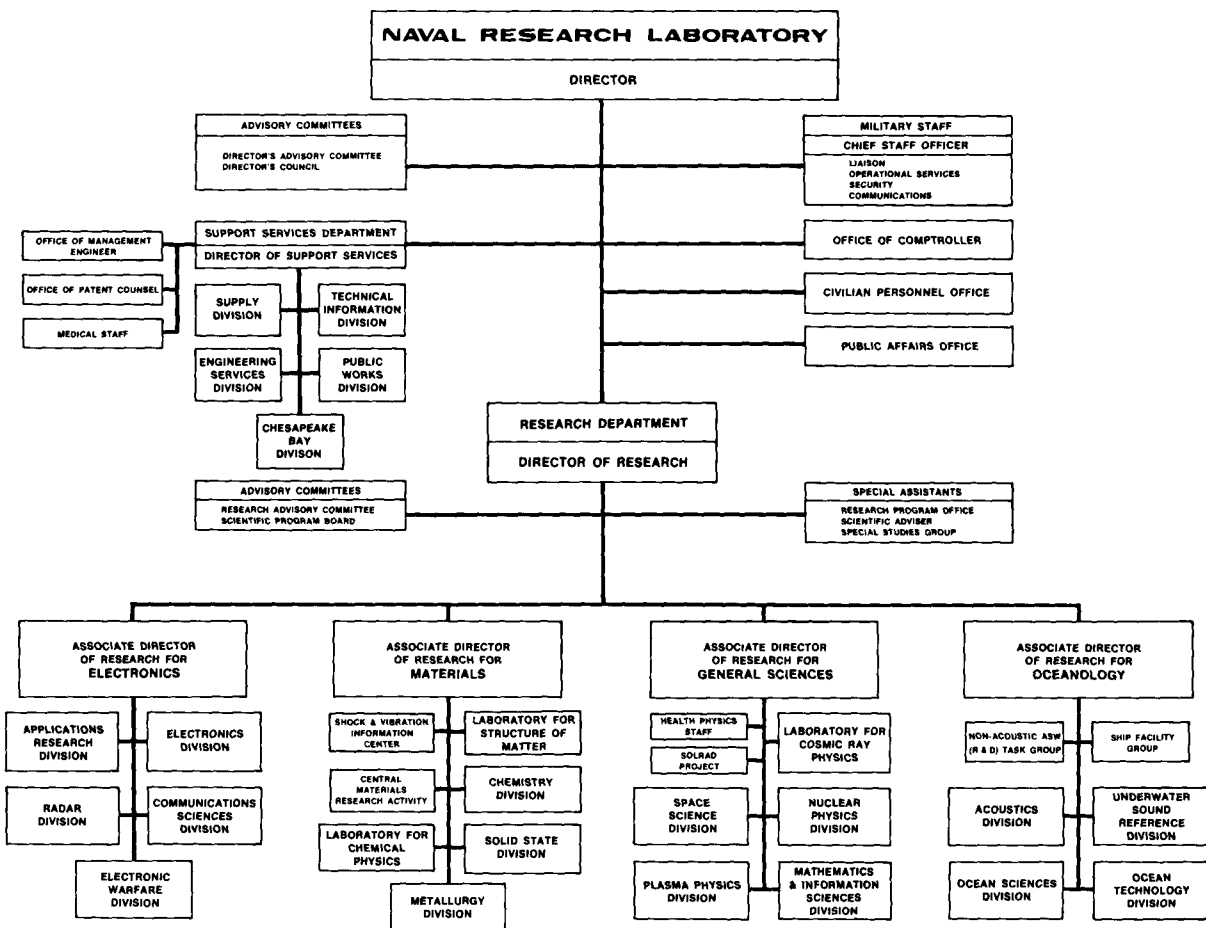 NAVAL RESEARCH LABORATORY
DIRECTOR
ADVISORY COMMITTEES
DIRECTOR'S ADVISORY COMMITTEE
DIRECTOR'S COUNCIL
MILITARY STAFF
CHIEF STAFF OFFICER
LIAISON
OPERATIONAL SERVICES
SECURITY
COMMUNICATIONS
OFFICE OF MANAGEMENT
ENGINEER
OFFICE OF PATENT COUNSEL
MEDICAL STAFF
SUPPORT SERVICES DEPARTMENT
DIRECTOR OF SUPPORT SERVICES
SUPPLY
DIVISION
TECHNICAL
INFORMATION
DIVISION
ENGINEERING
SERVICES
DIVISION
PUBLIC
WORKS
DIVISION
CHESAPEAKE
BAY
DIVISON
OFFICE OF COMPTROLLER
CIVILIAN PERSONNEL OFFICE
PUBLIC AFFAIRS OFFICE
RESEARCH DEPARTMENT
DIRECTOR OF RESEARCH
ADVISORY COMMITTEES
RESEARCH ADVISORY COMMITTEE
SCIENTIFIC PROGRAM BOARD
SPECIAL ASSISTANTS
RESEARCH PROGRAM OFFICE
SCIENTIFIC ADVISER
SPECIAL STUDIES GROUP
ASSOCIATE DIRECTOR
OF RESEARCH FOR
ELECTRONICS
APPLICATIONS
RESEARCH
DIVISION
ELECTRONICS
DIVISION
RADAR
DIVISION
COMMUNICATIONS
SCIENCES
DIVISION
ELECTRONIC
WARFARE
DIVISION
ASSOCIATE DIRECTOR
OF RESEARCH FOR
MATERIALS
SHOCK & VIBRATION
INFORMATION
CENTER
LABORATORY FOR
STRUCTURE OF
MATTER
CENTRAL
MATERIALS
RESEARCH ACTIVITY
CHEMISTRY
DIVISION
LABORATORY FOR
CHEMICAL
PHYSICS
SOLID STATE
DIVISION
METALLURGY
DIVISION
ASSOCIATE DIRECTOR
OF RESEARCH FOR
GENERAL SCIENCES
HEALTH PHYSICS
STAFF
SOLRAD
PROJECT
LABORATORY FOR
COSMIC RAY
PHYSICS
SPACE
SCIENCE
DIVISION
NUCLEAR
PHYSICS
DIVISION
PLASMA PHYSICS
DIVISION
MATHEMATICS
& INFORMATION
SCIENCES
DIVISION
ASSOCIATE DIRECTOR
OF RESEARCH FOR
OCEANOLOGY
NON-ACOUSTIC ASW
(R & D) TASK GROUP
SHIP FACILITY
GROUP
ACOUSTICS
DIVISION
UNDERWATER
SOUND
REFERENCE
DIVISION
OCEAN SCIENCES
DIVISION
OCEAN
TECHNOLOGY
DIVISION